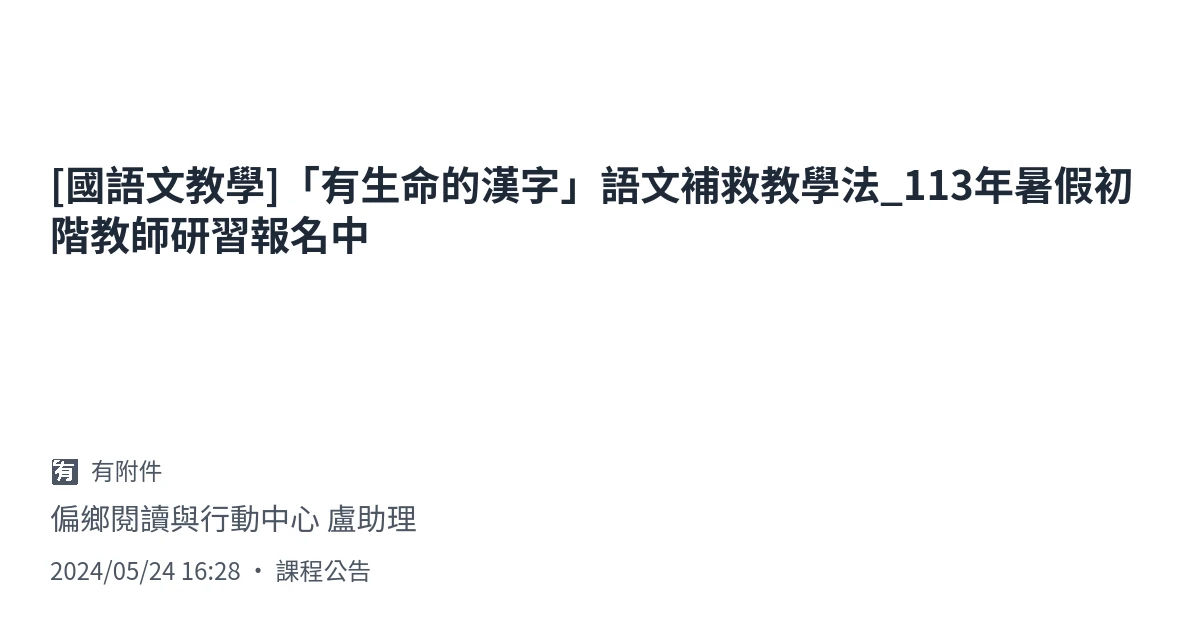 [國語文教學]「有生命的漢字」語文補救教學法_113年暑假初
階教師研習報名中
有 有附件
偏鄉閱讀與行動中心 盧助理
2024/05/24 16:28 · 課程公告